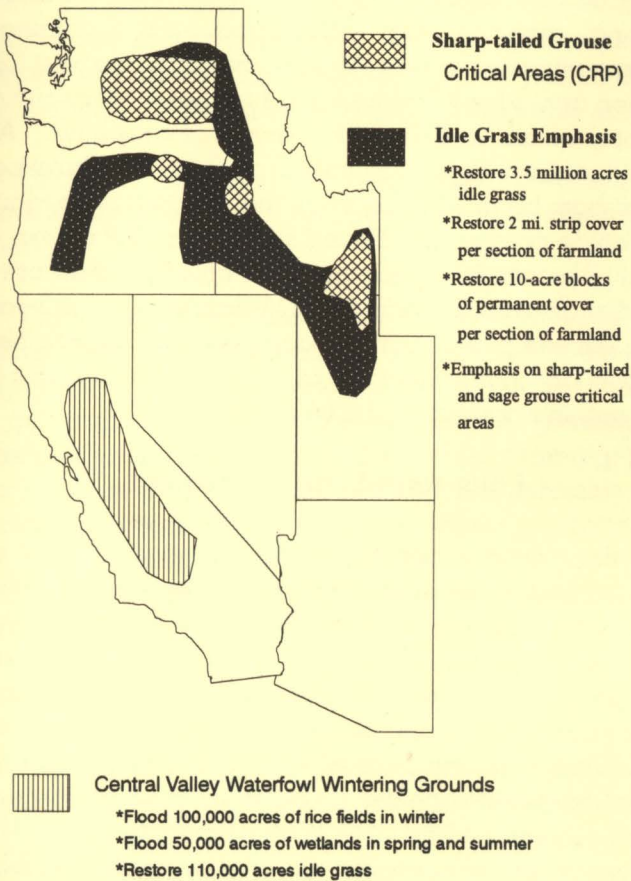 Sharp-tailed Grouse
Critical Areas (CRP)
Idle Grass Emphasis
*Restore 3.5 million acres
idle grass
*Restore 2 mi. strip cover
per section of farmland
*Restore 10-acre blocks
of permanent cover
per section of farmland
*Emphasis on sharp-tailed
and sage grouse critical
areas
Central Valley Waterfowl Wintering Grounds
*Flood 100,000 acres of rice fields in winter
*Flood 50,000 acres of wetlands in spring and summer
*Restore 110,000 acres idle grass